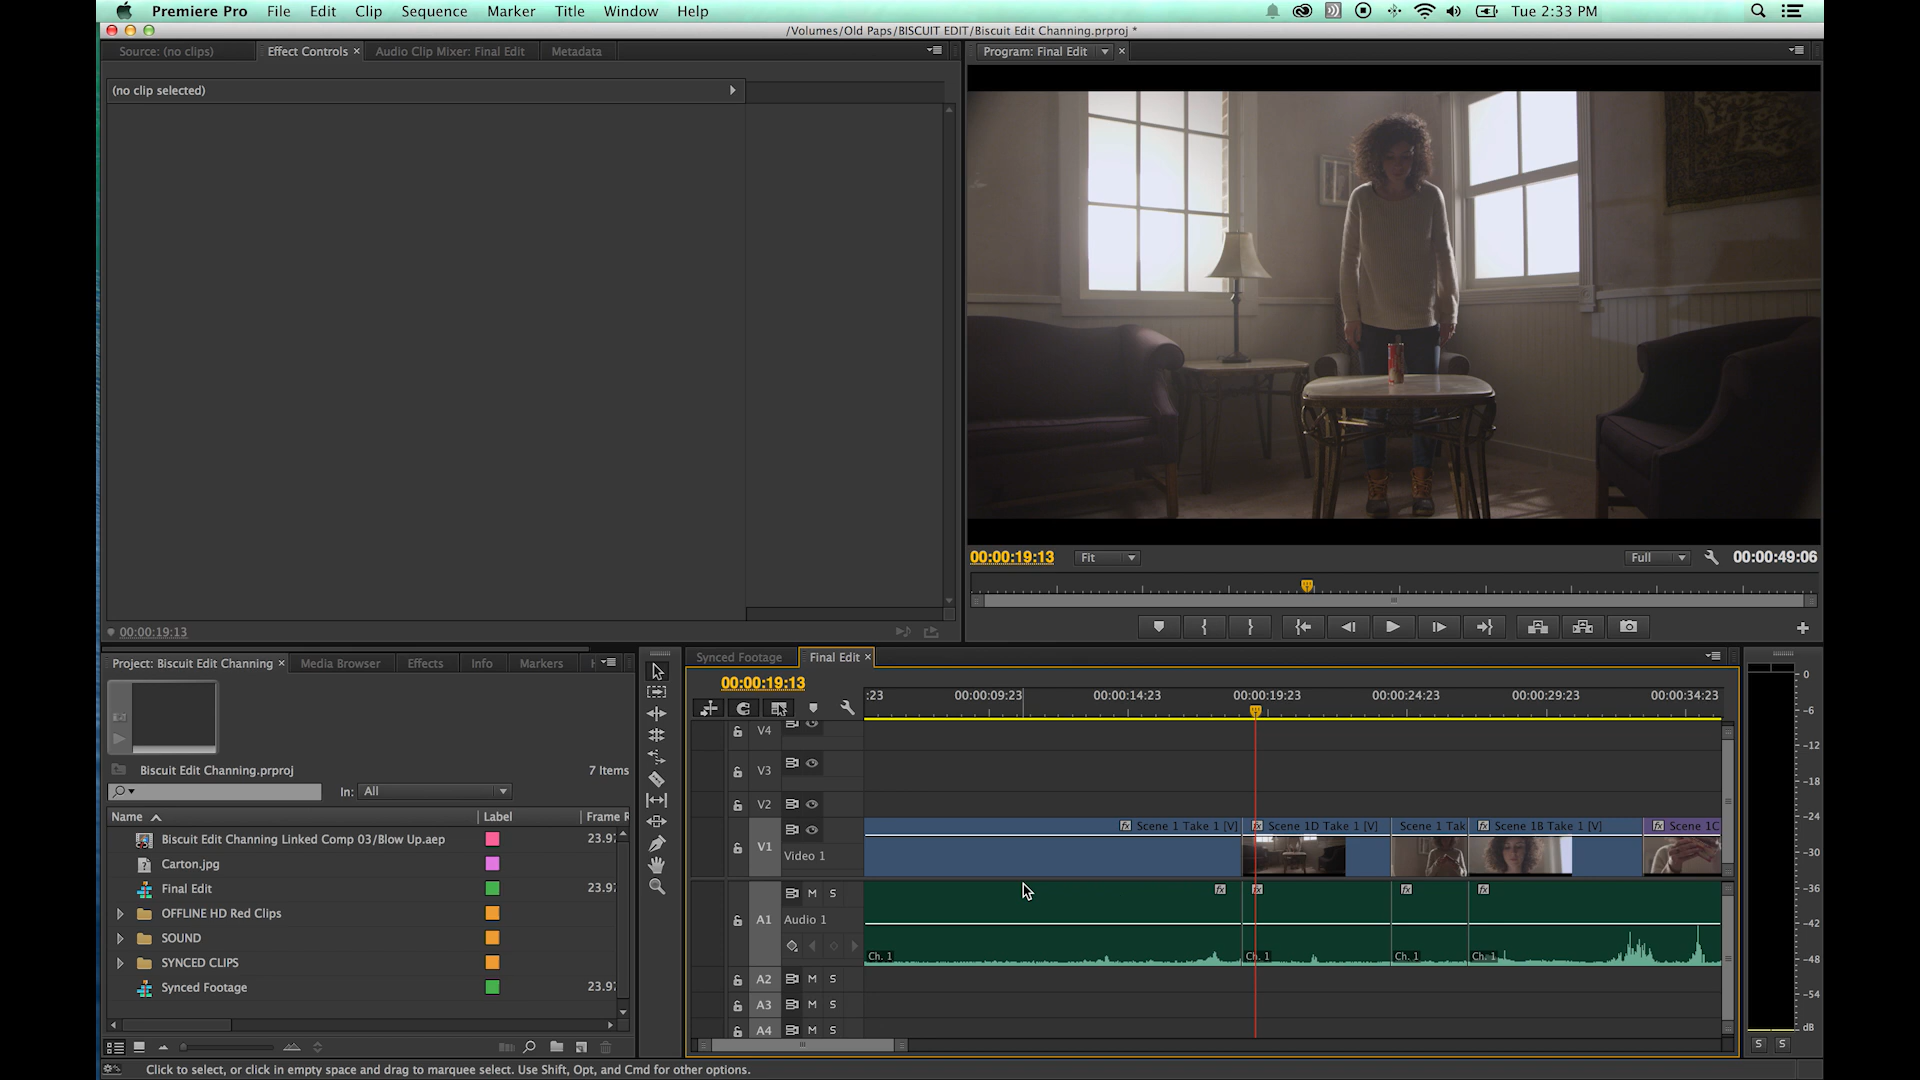 Premiere Pro File Edit Clip Sequence Marker Title Window Help Tue 2:33 PM
/Volumes/Old Paps/BISCUIT EDIT/Biscuit Edit Channing.prproj *
Source: (no clips) Effect Controls × Audio Clip Mixer: Final Edit Metadata
Program: Final Edit ×
(no clip selected)
00:00:19:13 Fit Full 00:00:49:06
00:00:19:13
Project: Biscuit Edit Channing × Media Browser Effects Info Markers H
Biscuit Edit Channing.prproj 7 Items
In: All
Name Label Frame R
Biscuit Edit Channing Linked Comp 03/Blow Up.aep 23.97
Carton.jpg
Final Edit 23.97
OFFLINE HD Red Clips
SOUND
SYNCED CLIPS
Synced Footage 23.97
Synced Footage Final Edit ×
00:00:19:13
:23 00:00:09:23 00:00:14:23 00:00:19:23 00:00:24:23 00:00:29:23 00:00:34:23
V4
V3
V2
fx Scene 1 Take 1 [V] fx Scene 1D Take 1 [V] Scene 1 Tak fx Scene 1B Take 1 [V] fx Scene 1C
V1
Video 1
M S fx fx fx fx
A1 Audio 1
Ch. 1 Ch. 1 Ch. 1 Ch. 1
A2 M S
A3 M S
A4 M S
0
-6
-12
-18
-24
-30
-36
-42
-48
-54
dB
S S
Click to select, or click in empty space and drag to marquee select. Use Shift, Opt, and Cmd for other options.